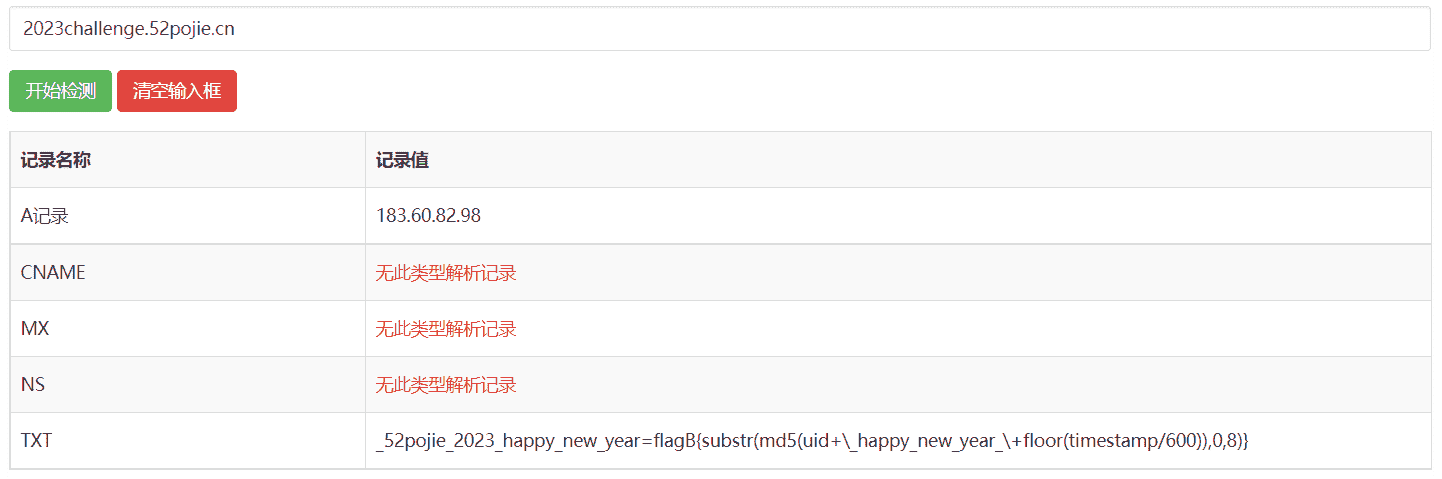 2023challenge.52pojie.cn
开始检测 清空输入框
记录名称 记录值
A记录 183.60.82.98
CNAME 无此类型解析记录
MX 无此类型解析记录
NS 无此类型解析记录
TXT _52pojie_2023_happy_new_year=flagB{substr(md5(uid+\_happy_new_year_\+floor(timestamp/600)),0,8)}